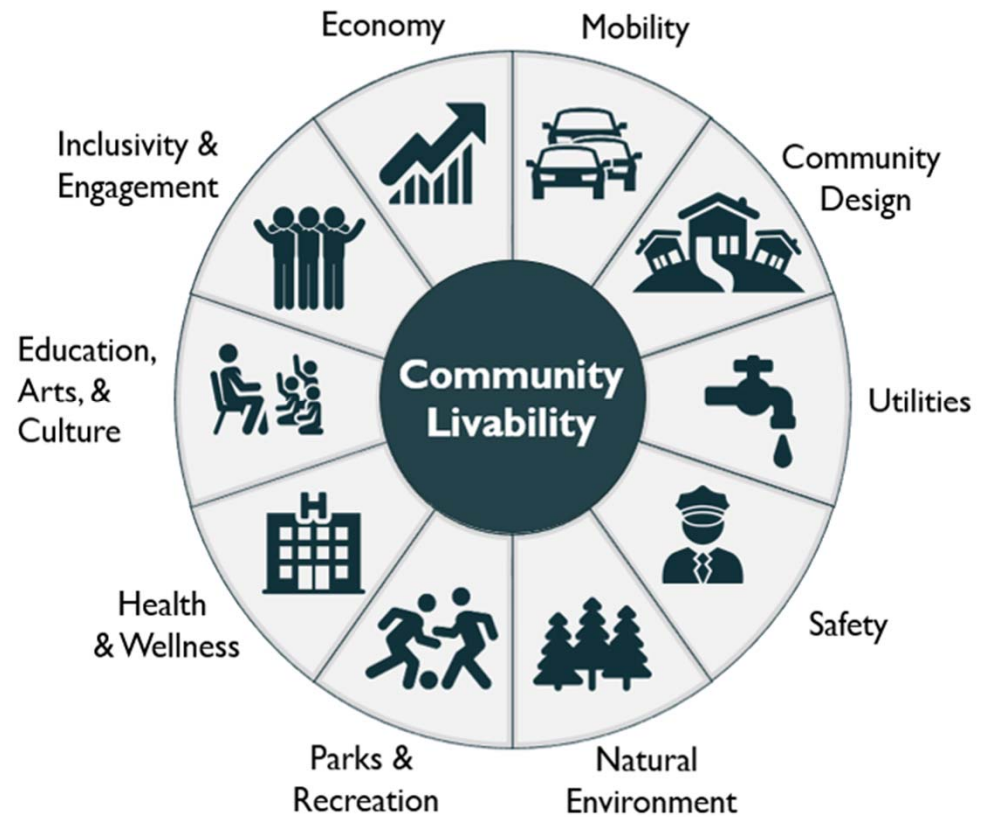 Economy
Mobility
Inclusivity &
Engagement
Community
Design
Education,
Arts, &
Culture
Community
Livability
Utilities
H
Health
& Wellness
Safety
Parks &
Recreation
Natural
Environment